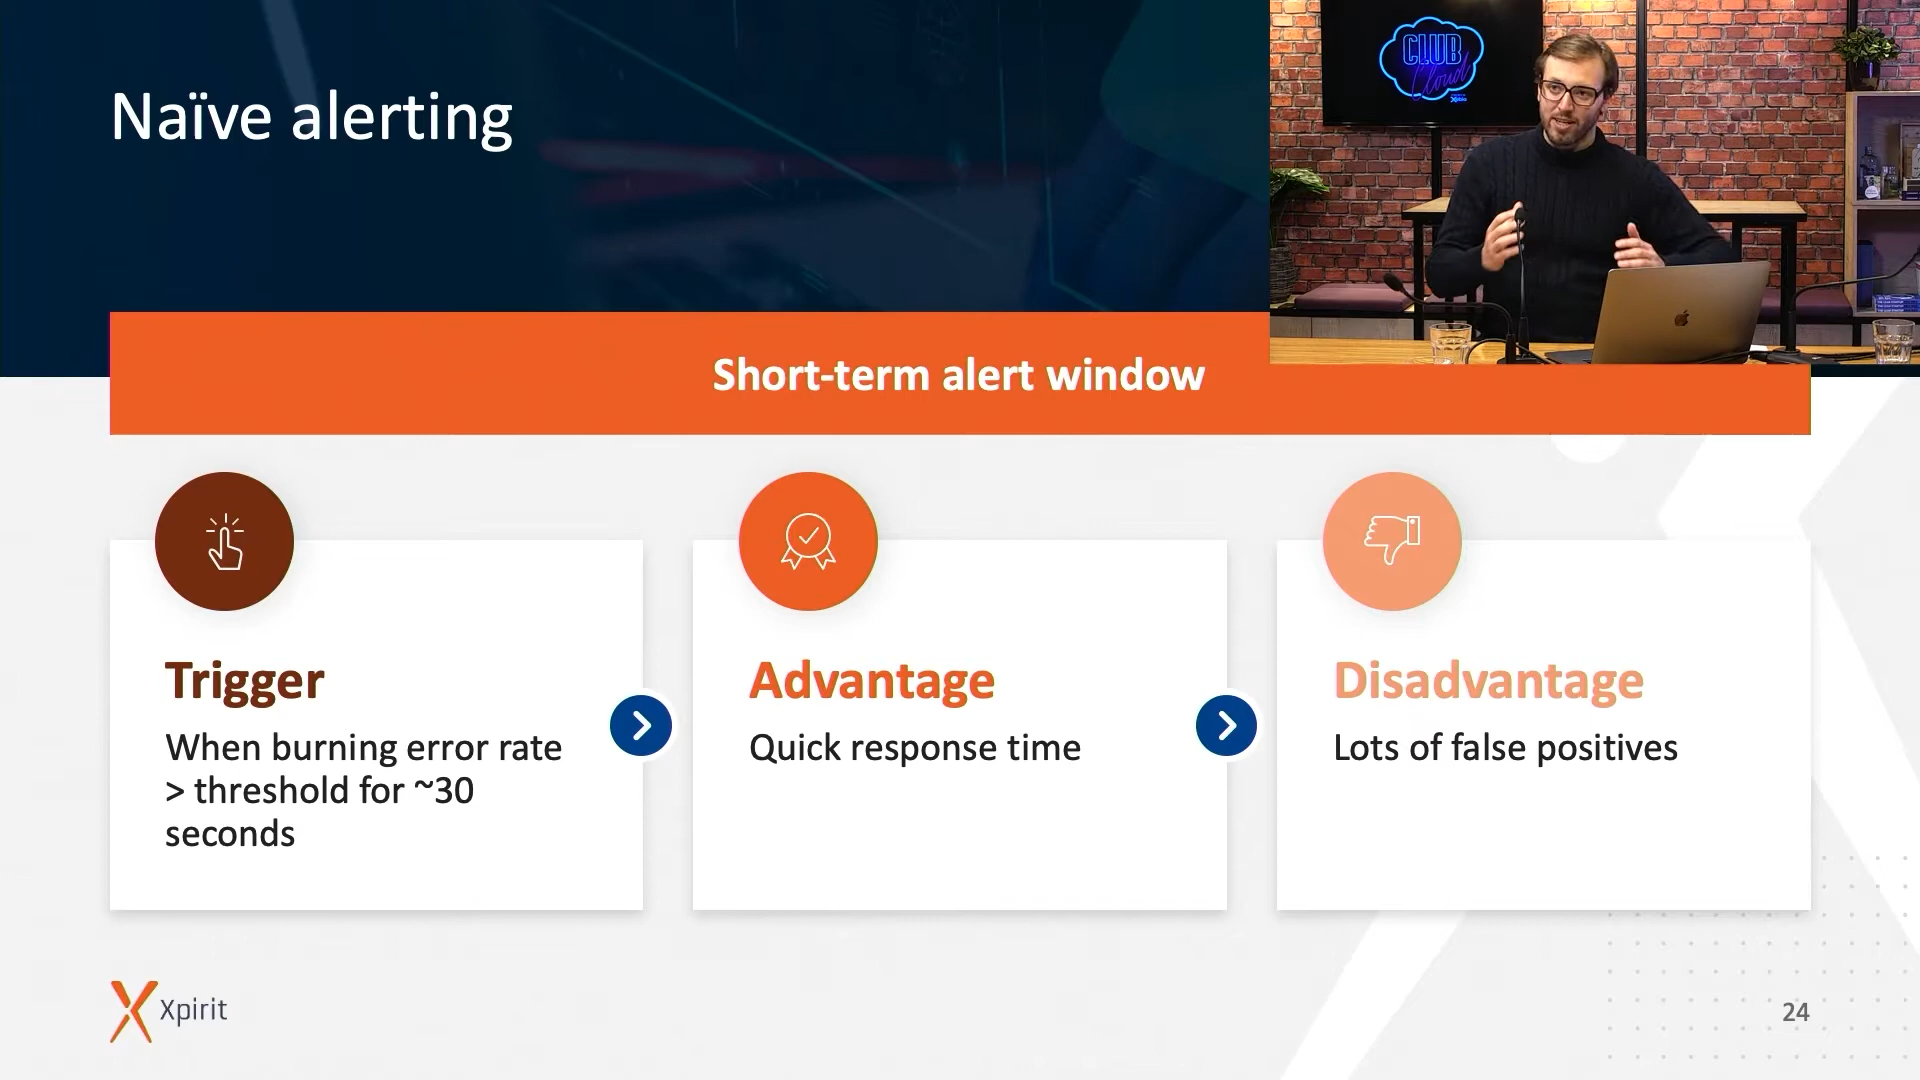 Naïve alerting
CLUB
Cloud
Short-term alert window
Trigger
When burning error rate
> threshold for ~30
seconds
Advantage
Quick response time
Disadvantage
Lots of false positives
Xpirit
24